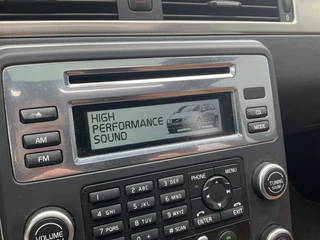 HIGH
PERFORMANCE
SOUND
CD
AM
MODE
FM
PHONE
MENU
1
2 ABC
3 DEF
4 GHI
5 JKL
6 MNO
7 PQRS
8 TUV
9 WXYZ
ENTER
EXIT
VOLUME
TUNING
SOUND